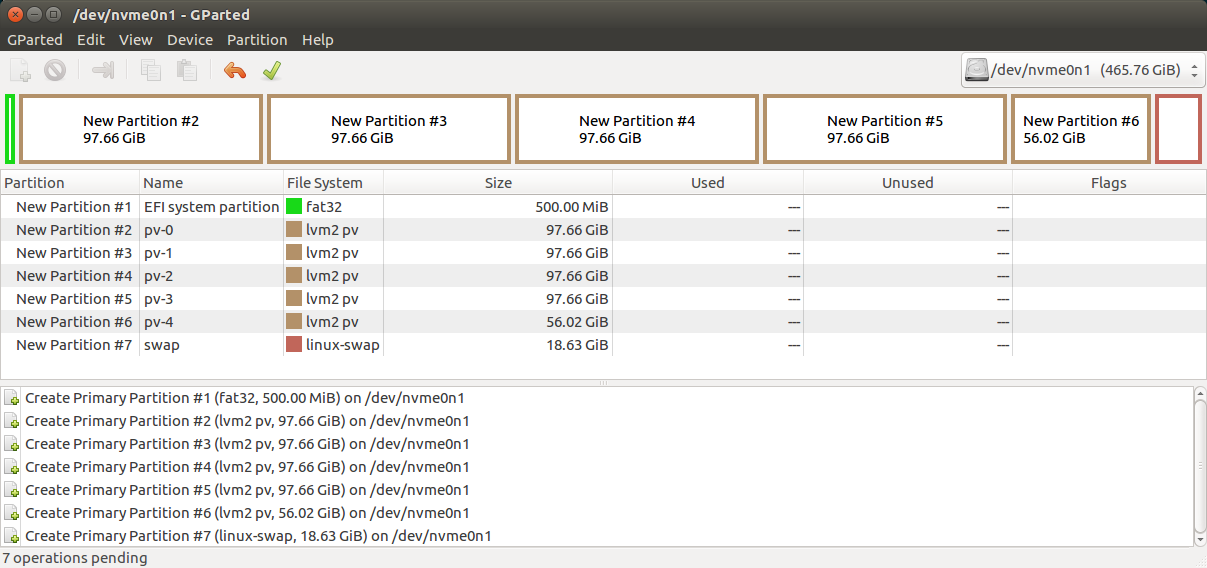 /dev/nvme0n1 - GParted
GParted Edit View Device Partition Help
/dev/nvme0n1 (465.76 GiB)
New Partition #2 New Partition #3 New Partition #4 New Partition #5 New Partition #6
97.66 GiB 97.66 GiB 97.66 GiB 97.66 GiB 56.02 GiB
Partition Name File System Size Used Unused Flags
New Partition #1 EFI system partition fat32 500.00 MiB --- ---
New Partition #2 pv-0 lvm2 pv 97.66 GiB --- ---
New Partition #3 pv-1 lvm2 pv 97.66 GiB --- ---
New Partition #4 pv-2 lvm2 pv 97.66 GiB --- ---
New Partition #5 pv-3 lvm2 pv 97.66 GiB --- ---
New Partition #6 pv-4 lvm2 pv 56.02 GiB --- ---
New Partition #7 swap linux-swap 18.63 GiB --- ---
Create Primary Partition #1 (fat32, 500.00 MiB) on /dev/nvme0n1
Create Primary Partition #2 (lvm2 pv, 97.66 GiB) on /dev/nvme0n1
Create Primary Partition #3 (lvm2 pv, 97.66 GiB) on /dev/nvme0n1
Create Primary Partition #4 (lvm2 pv, 97.66 GiB) on /dev/nvme0n1
Create Primary Partition #5 (lvm2 pv, 97.66 GiB) on /dev/nvme0n1
Create Primary Partition #6 (lvm2 pv, 56.02 GiB) on /dev/nvme0n1
Create Primary Partition #7 (linux-swap, 18.63 GiB) on /dev/nvme0n1
7 operations pending